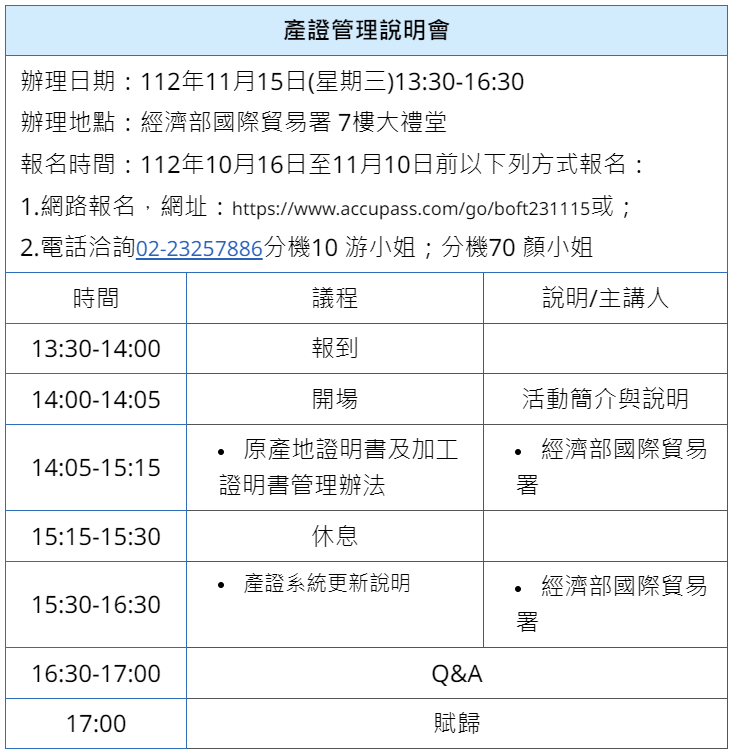 產證管理說明會
辦理日期：112年11月15日(星期三)13:30-16:30
辦理地點：經濟部國際貿易署 7樓大禮堂
報名時間：112年10月16日至11月10日前以下列方式報名：
1.網路報名，網址：https://www.accupass.com/go/boft231115或；
2.電話洽詢02-23257886分機10 游小姐；分機70 顏小姐
時間 議程 說明/主講人
13:30-14:00 報到
14:00-14:05 開場 活動簡介與說明
14:05-15:15
• 原產地證明書及加工
證明書管理辦法
• 經濟部國際貿易
署
15:15-15:30 休息
15:30-16:30
• 產證系統更新說明
• 經濟部國際貿易
署
16:30-17:00 Q&A
17:00 賦歸